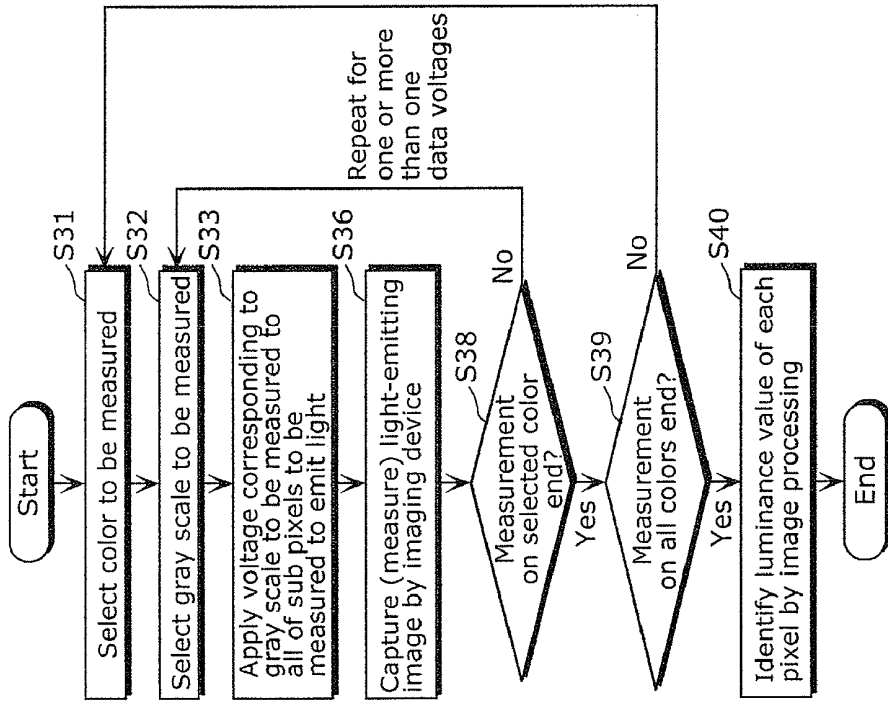 Start
S31
Select color to be measured
S32
Select gray scale to be measured
S33
Apply voltage corresponding to
gray scale to be measured to
all of sub pixels to be
measured to emit light
S36
Capture (measure) light-emitting
image by imaging device
S38
Measurement
on selected color
end?
No
Yes
Repeat for
one or more
than one
data voltages
S39
Measurement
on all colors end?
No
Yes
S40
Identify luminance value of each
pixel by image processing
End